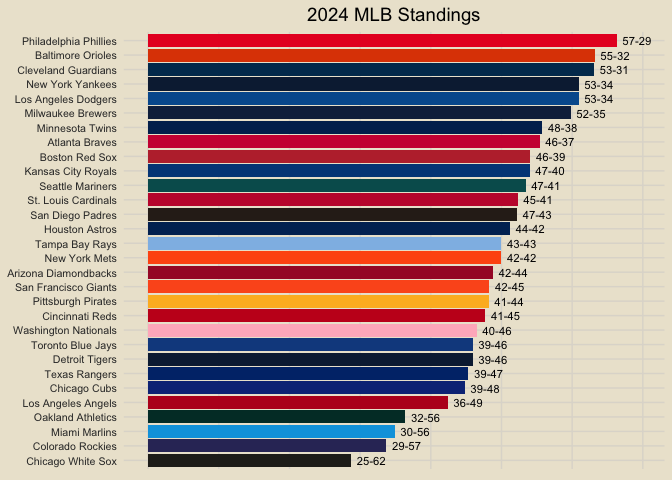 2024 MLB Standings
Philadelphia Phillies 57-29
Baltimore Orioles 55-32
Cleveland Guardians 53-31
New York Yankees 53-34
Los Angeles Dodgers 53-34
Milwaukee Brewers 52-35
Minnesota Twins 48-38
Atlanta Braves 46-37
Boston Red Sox 46-39
Kansas City Royals 47-40
Seattle Mariners 47-41
St. Louis Cardinals 45-41
San Diego Padres 47-43
Houston Astros 44-42
Tampa Bay Rays 43-43
New York Mets 42-42
Arizona Diamondbacks 42-44
San Francisco Giants 42-45
Pittsburgh Pirates 41-44
Cincinnati Reds 41-45
Washington Nationals 40-46
Toronto Blue Jays 39-46
Detroit Tigers 39-46
Texas Rangers 39-47
Chicago Cubs 39-48
Los Angeles Angels 36-49
Oakland Athletics 32-56
Miami Marlins 30-56
Colorado Rockies 29-57
Chicago White Sox 25-62